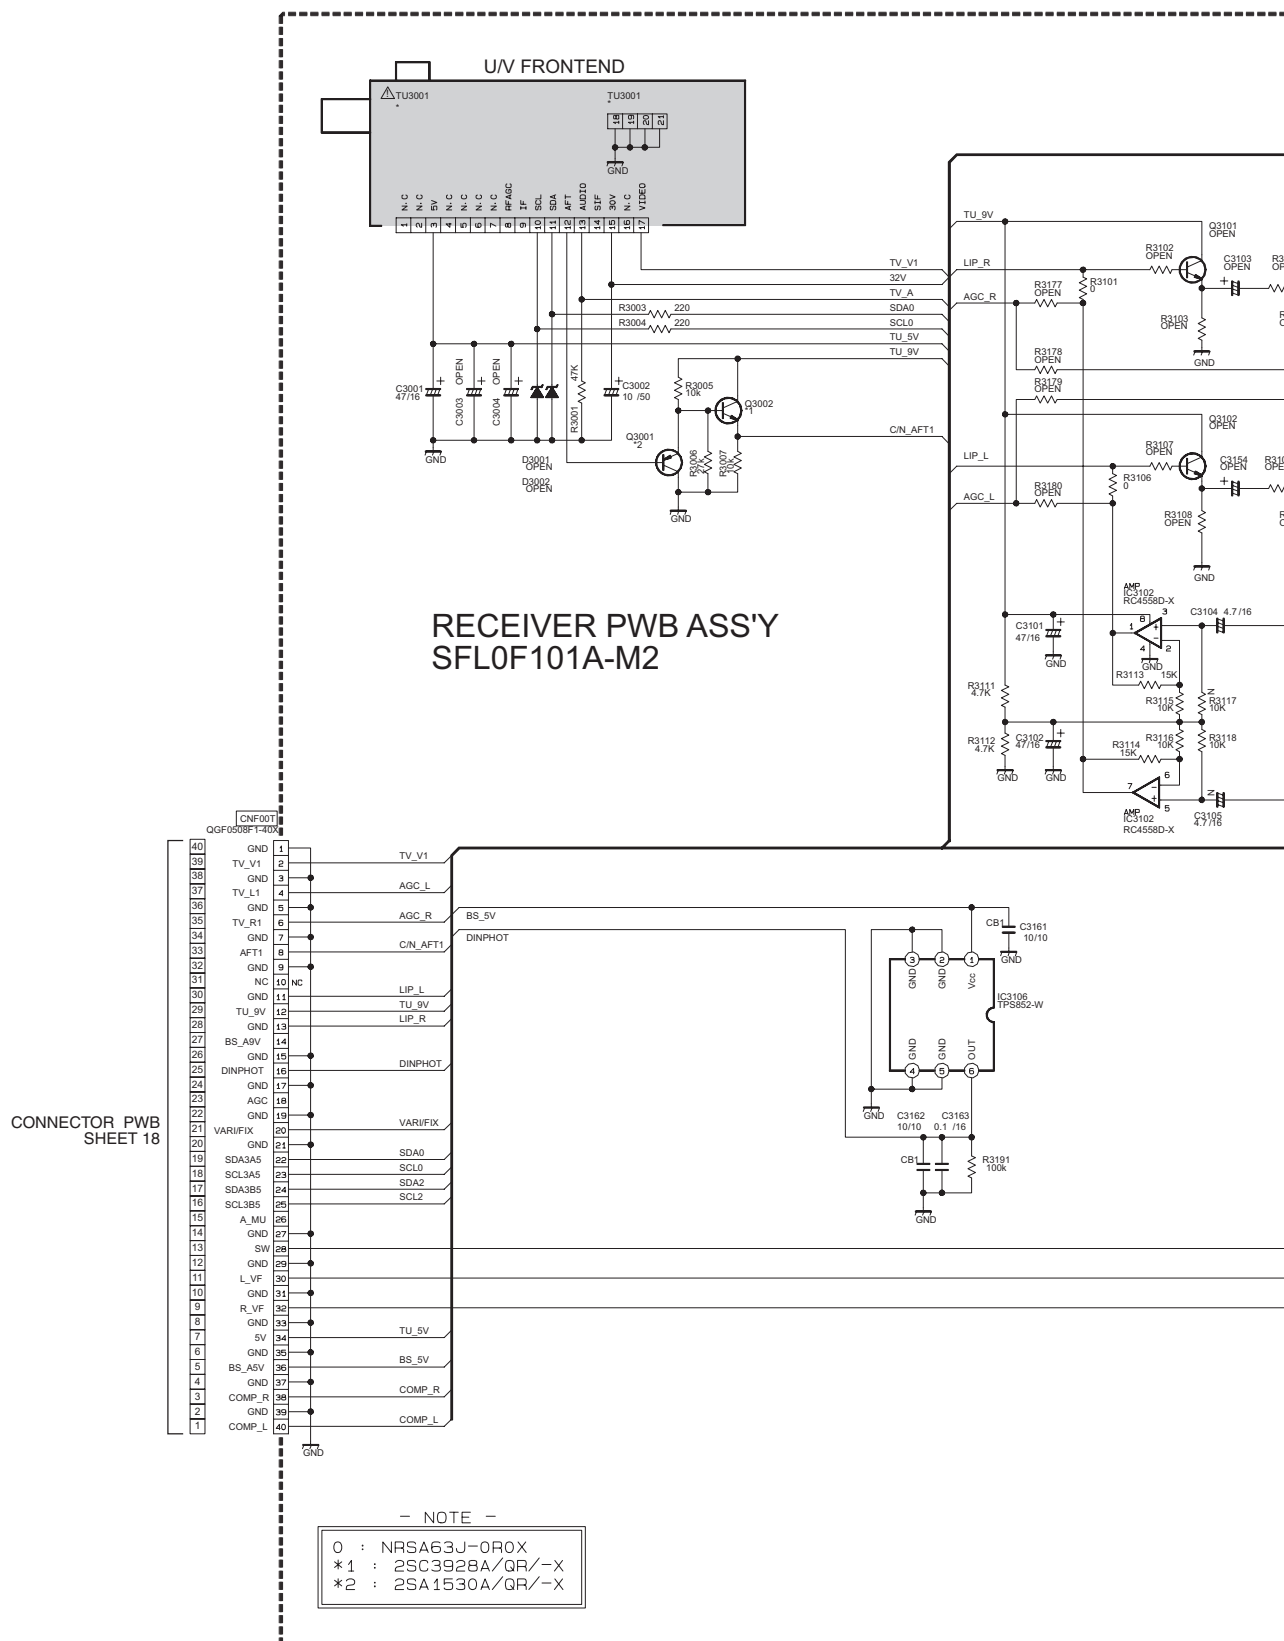 U/V FRONTEND
TU3001
*
TU3001
*
18 19 20 21
GND
N.C N.C 5V N.C N.C N.C N.C RFAGC IF SCL SDA AFT AUDIO SIF 30V N.C VIDEO
1 2 3 4 5 6 7 8 9 10 11 12 13 14 15 16 17
TV_V1
32V
TV_A
R3003 220 SDA0
R3004 220 SCL0
TU_5V
TU_9V
C3001
47/16
C3003 OPEN
C3004 OPEN
R3001 47K
C3002
10 /50
R3005
10k
Q3002
*1
Q3001
*2
R3006
27k
R3007
10k
C/N_AFT1
GND
D3001
OPEN
D3002
OPEN
GND
TU_9V
Q3101
OPEN
LIP_R
R3102
OPEN
C3103
OPEN
R3101
0
R3177
OPEN
AGC_R
R3103
OPEN
GND
R3178
OPEN
R3179
OPEN
Q3102
OPEN
LIP_L
R3107
OPEN
C3154
OPEN
R3106
0
R3180
OPEN
AGC_L
R3108
OPEN
GND
AMP
IC3102
RC4558D-X
C3104 4.7 /16
C3101
47/16
GND
8 3
1
4 2
GND
R3113 15K
R3111
4.7K
R3115
10K
N
R3117
10K
R3112
4.7K
C3102
47/16
R3116
10K
R3118
10K
R3114
15K
GND
GND
7 6
5
AMP
IC3102
RC4558D-X
N
C3105
4.7 /16
RECEIVER PWB ASS'Y
SFL0F101A-M2
CNF00T
QGF0508F1-40X
40 GND 1
39 TV_V1 2 TV_V1
38 GND 3
37 TV_L1 4 AGC_L
36 GND 5
35 TV_R1 6 AGC_R
34 GND 7
33 AFT1 8 C/N_AFT1
32 GND 9
31 NC 10 NC
30 GND 11 LIP_L
29 TU_9V 12 TU_9V
28 GND 13 LIP_R
27 BS_A9V 14
26 GND 15
25 DINPHOT 16 DINPHOT
24 GND 17
23 AGC 18
22 GND 19
21 VARI/FIX 20 VARI/FIX
20 GND 21
19 SDA3A5 22 SDA0
18 SCL3A5 23 SCL0
17 SDA3B5 24 SDA2
16 SCL3B5 25 SCL2
15 A_MU 26
14 GND 27
13 SW 28
12 GND 29
11 L_VF 30
10 GND 31
9 R_VF 32
8 GND 33
7 5V 34 TU_5V
6 GND 35
5 BS_A5V 36 BS_5V
4 GND 37
3 COMP_R 38 COMP_R
2 GND 39
1 COMP_L 40 COMP_L
GND
CONNECTOR PWB
SHEET 18
BS_5V
DINPHOT
CB1 C3161
10/10
GND
3 2 1
GND GND Vcc
IC3106
TPS852-W
GND GND OUT
4 5 6
GND
C3162
10/10
C3163
0.1 /16
CB1
R3191
100k
GND
— NOTE —
0 : NRSA63J-0R0X
*1 : 2SC3928A/QR/-X
*2 : 2SA1530A/QR/-X